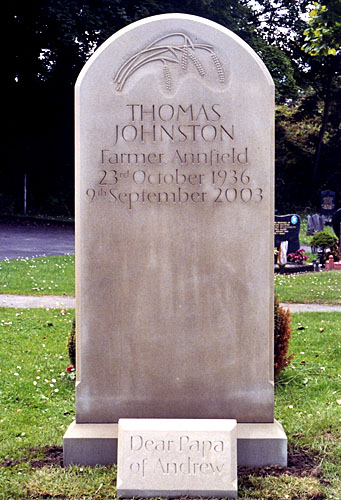 THOMAS
JOHNSTON
Farmer Annfield
23rd October 1936
9th September 2003
Dear Papa
of Andrew